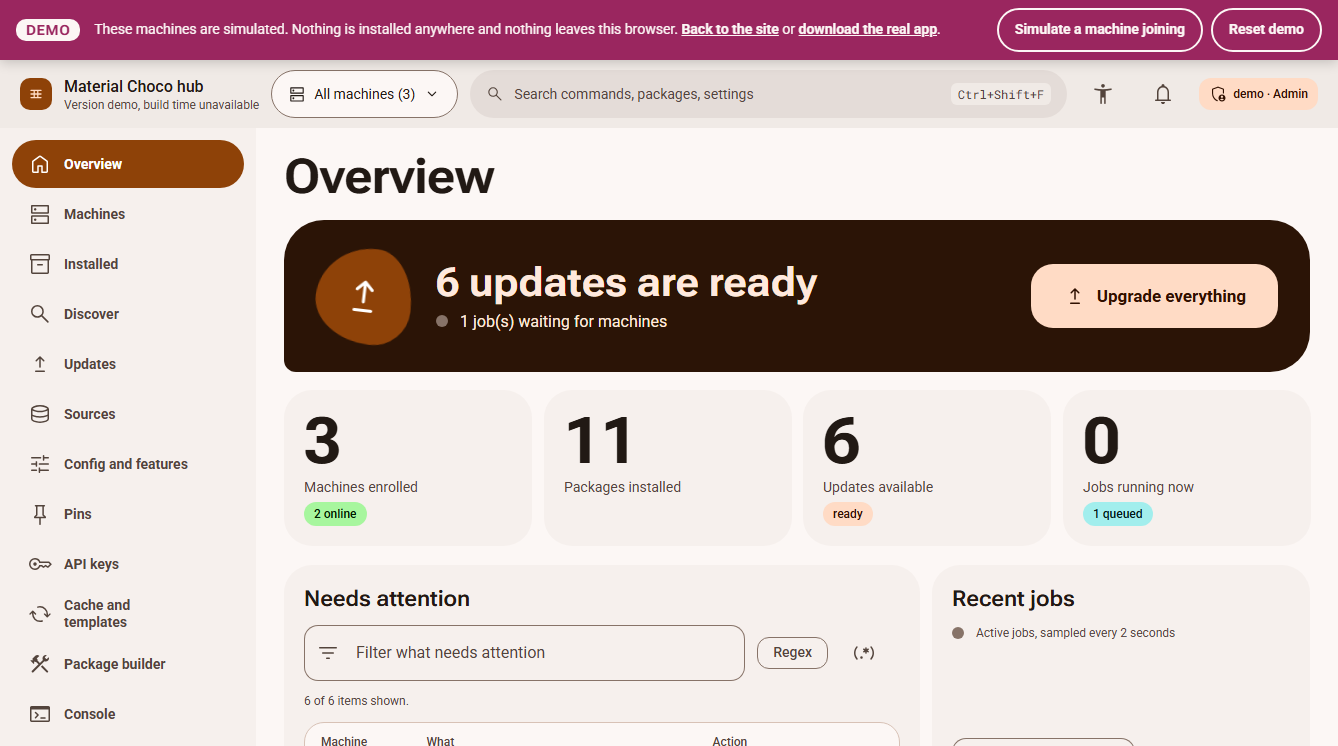 DEMO These machines are simulated. Nothing is installed anywhere and nothing leaves this browser. Back to the site or download the real app. Simulate a machine joining Reset demo
Material Choco hub
Version demo, build time unavailable
All machines (3)
Search commands, packages, settings
Ctrl+Shift+F
demo · Admin
Overview
Machines
Installed
Discover
Updates
Sources
Config and features
Pins
API keys
Cache and
templates
Package builder
Console
Overview
6 updates are ready
1 job(s) waiting for machines
Upgrade everything
3
Machines enrolled
2 online
11
Packages installed
6
Updates available
ready
0
Jobs running now
1 queued
Needs attention
Filter what needs attention
Regex
(.*)
6 of 6 items shown.
Machine What Action
Recent jobs
Active jobs, sampled every 2 seconds